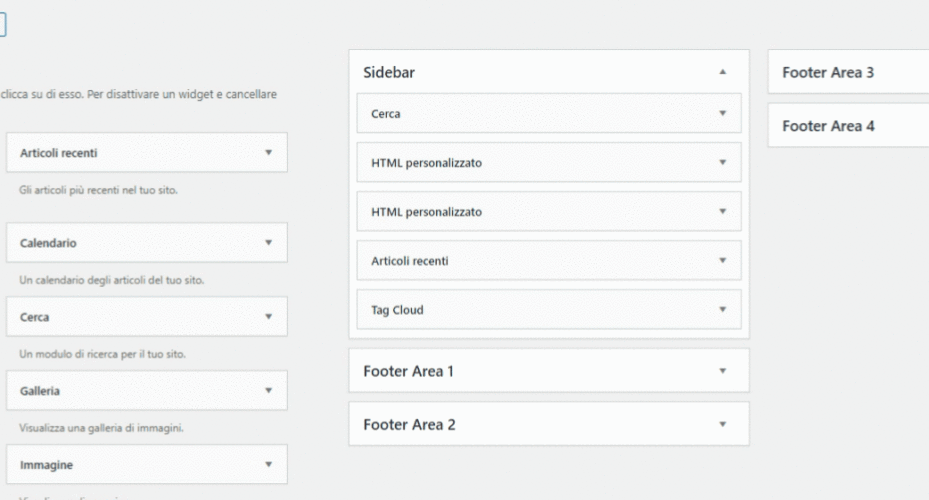 clicca su di esso. Per disattivare un widget e cancellare
Articoli recenti
Gli articoli più recenti nel tuo sito.
Calendario
Un calendario degli articoli del tuo sito.
Cerca
Un modulo di ricerca per il tuo sito.
Galleria
Visualizza una galleria di immagini.
Immagine
Sidebar
Cerca
HTML personalizzato
HTML personalizzato
Articoli recenti
Tag Cloud
Footer Area 1
Footer Area 2
Footer Area 3
Footer Area 4